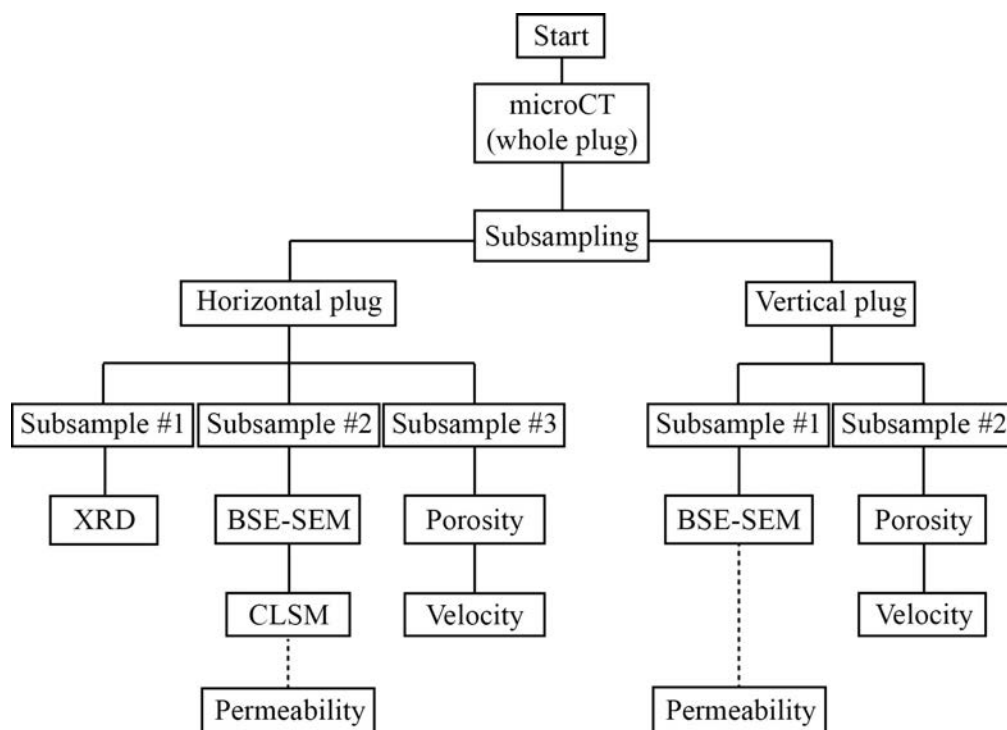 Start
microCT
(whole plug)
Subsampling
Horizontal plug
Vertical plug
Subsample #1
Subsample #2
Subsample #3
Subsample #1
Subsample #2
XRD
BSE-SEM
Porosity
BSE-SEM
Porosity
CLSM
Velocity
Velocity
Permeability
Permeability